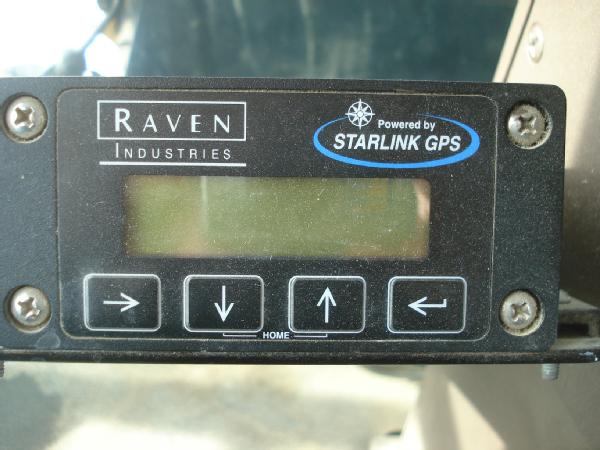 RAVEN
INDUSTRIES
Powered by
STARLINK GPS
HOME